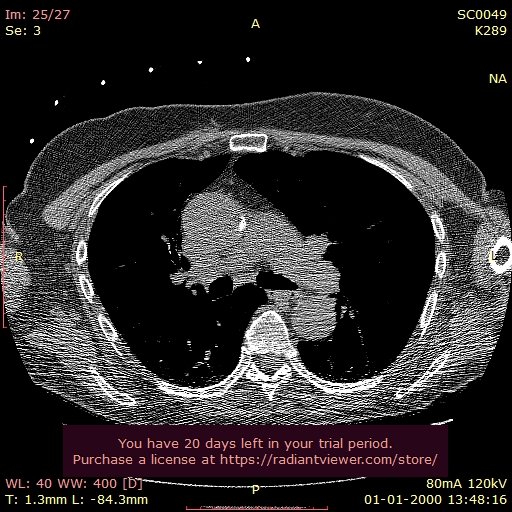 Im: 25/27
Se: 3
A
SC0049
K289
NA
R
L
You have 20 days left in your trial period.
Purchase a license at https://radiantviewer.com/store/
WL: 40 WW: 400 [D]
T: 1.3mm L: -84.3mm
P
80mA 120kV
01-01-2000 13:48:16